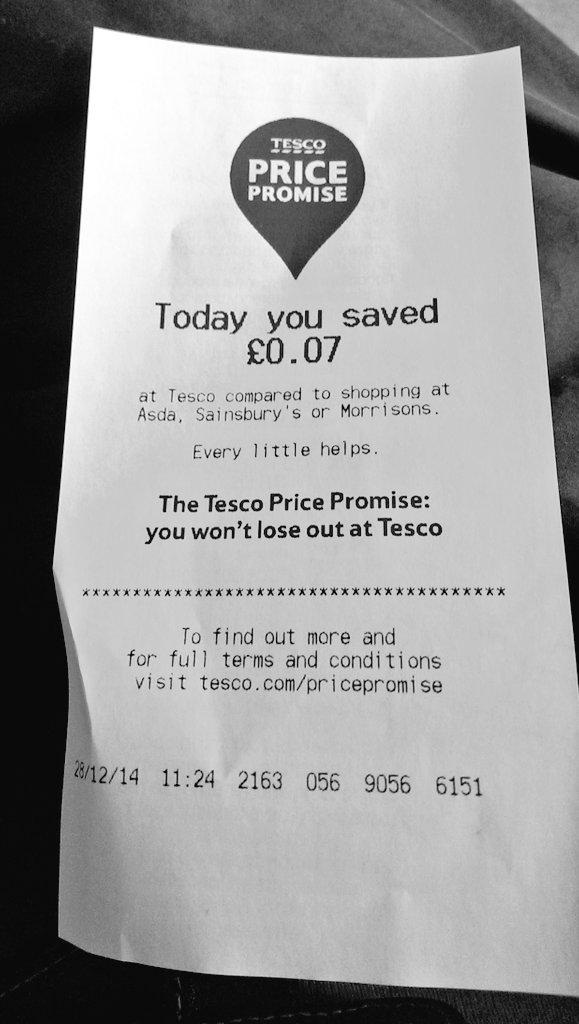 TESCO
PRICE
PROMISE
Today you saved
£0.07
at Tesco compared to shopping at
Asda, Sainsbury's or Morrisons.
Every little helps.
The Tesco Price Promise:
you won't lose out at Tesco
*****************************************
To find out more and
for full terms and conditions
visit tesco.com/pricepromise
28/12/14 11:24 2163 056 9056 6151